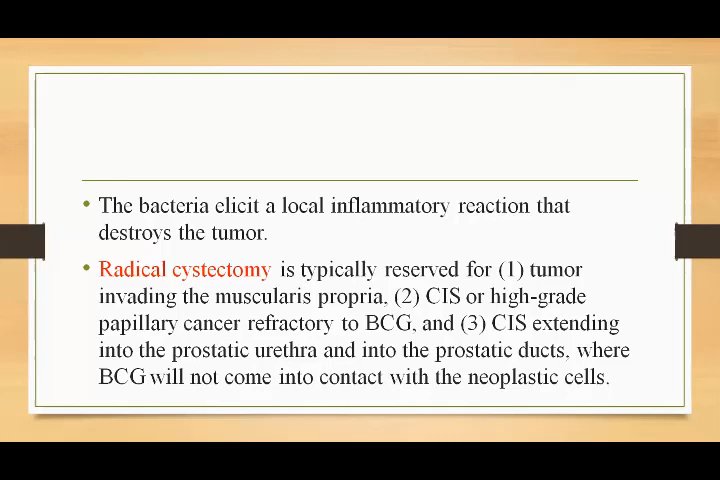 • The bacteria elicit a local inflammatory reaction that
destroys the tumor.
• Radical cystectomy is typically reserved for (1) tumor
invading the muscularis propria, (2) CIS or high-grade
papillary cancer refractory to BCG, and (3) CIS extending
into the prostatic urethra and into the prostatic ducts, where
BCG will not come into contact with the neoplastic cells.